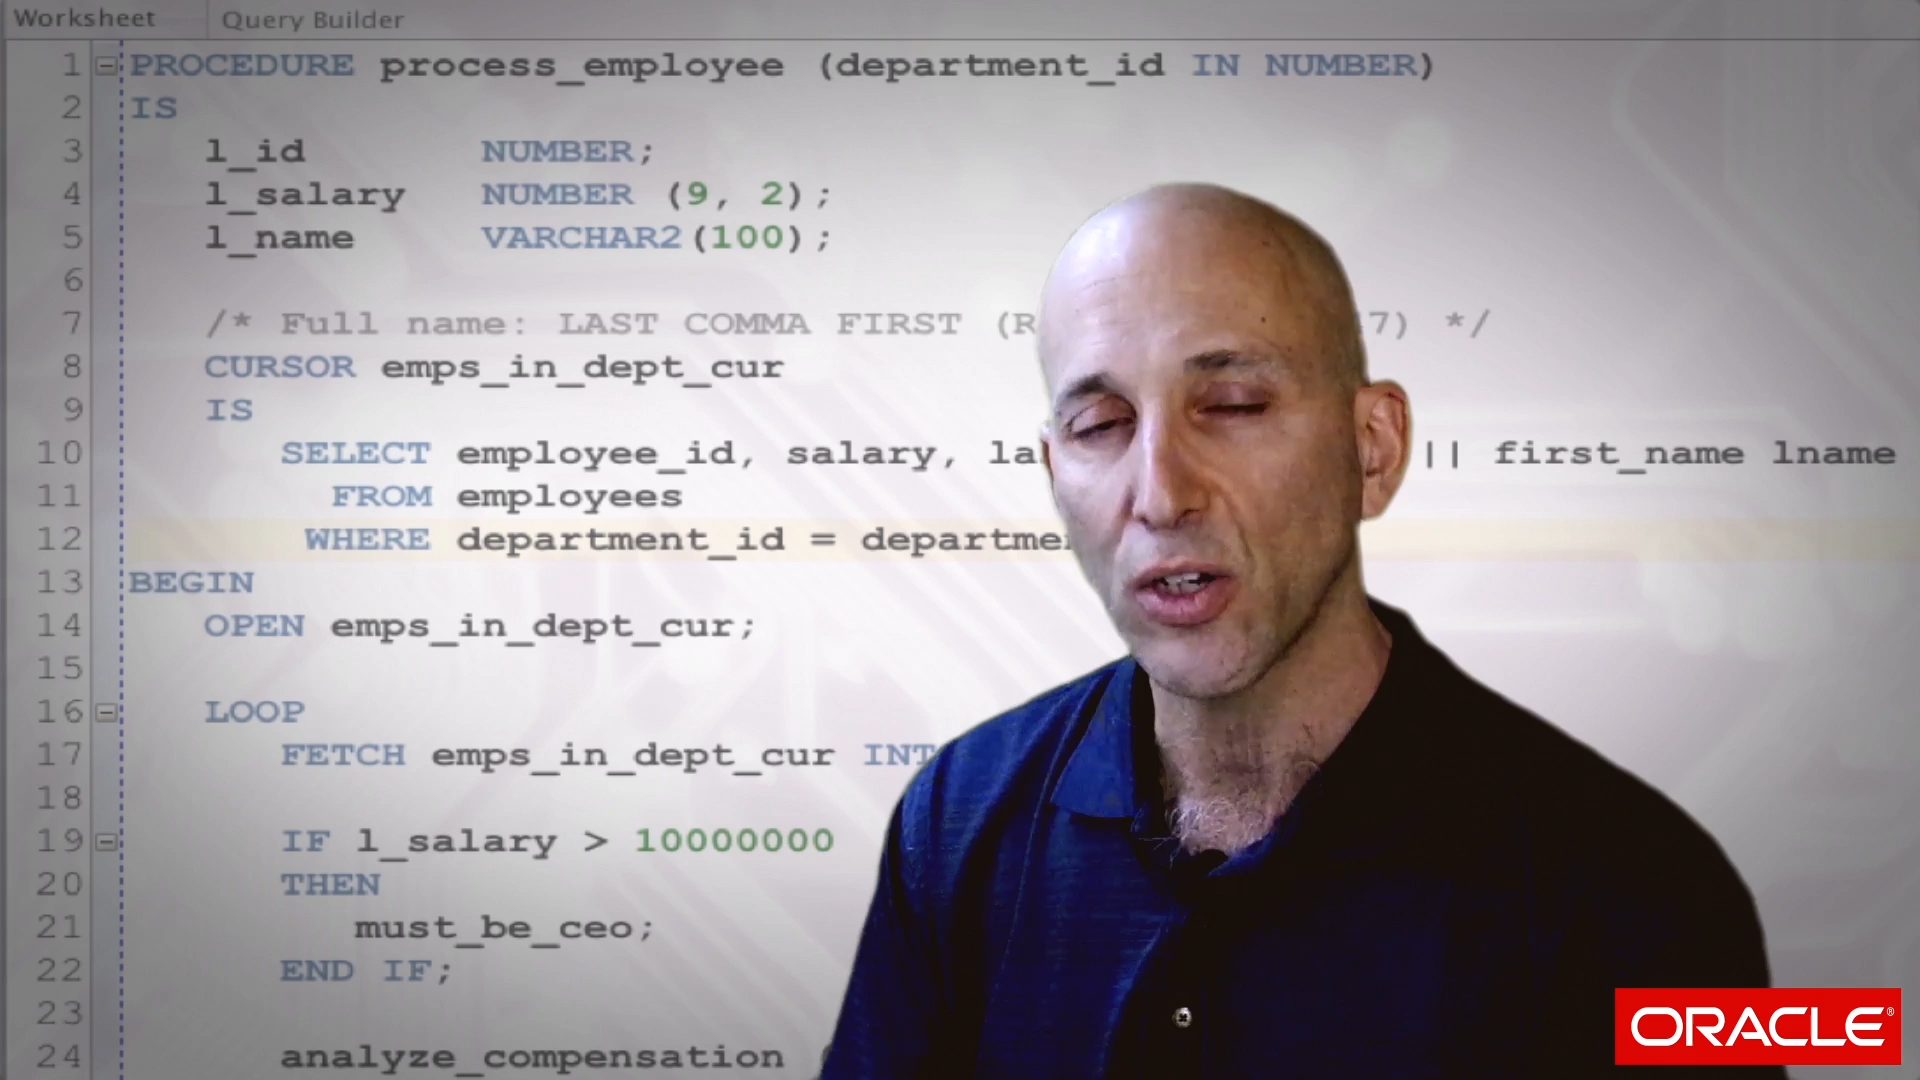 Worksheet Query Builder
1 PROCEDURE process_employee (department_id IN NUMBER)
2 IS
3 l_id NUMBER;
4 l_salary NUMBER (9, 2);
5 l_name VARCHAR2(100);
6
7 /* Full name: LAST COMMA FIRST (R 7) */
8 CURSOR emps_in_dept_cur
9 IS
10 SELECT employee_id, salary, la || first_name lname
11 FROM employees
12 WHERE department_id = departme
13 BEGIN
14 OPEN emps_in_dept_cur;
15
16 LOOP
17 FETCH emps_in_dept_cur INT
18
19 IF l_salary > 10000000
20 THEN
21 must_be_ceo;
22 END IF;
23
24 analyze_compensation
ORACLE®